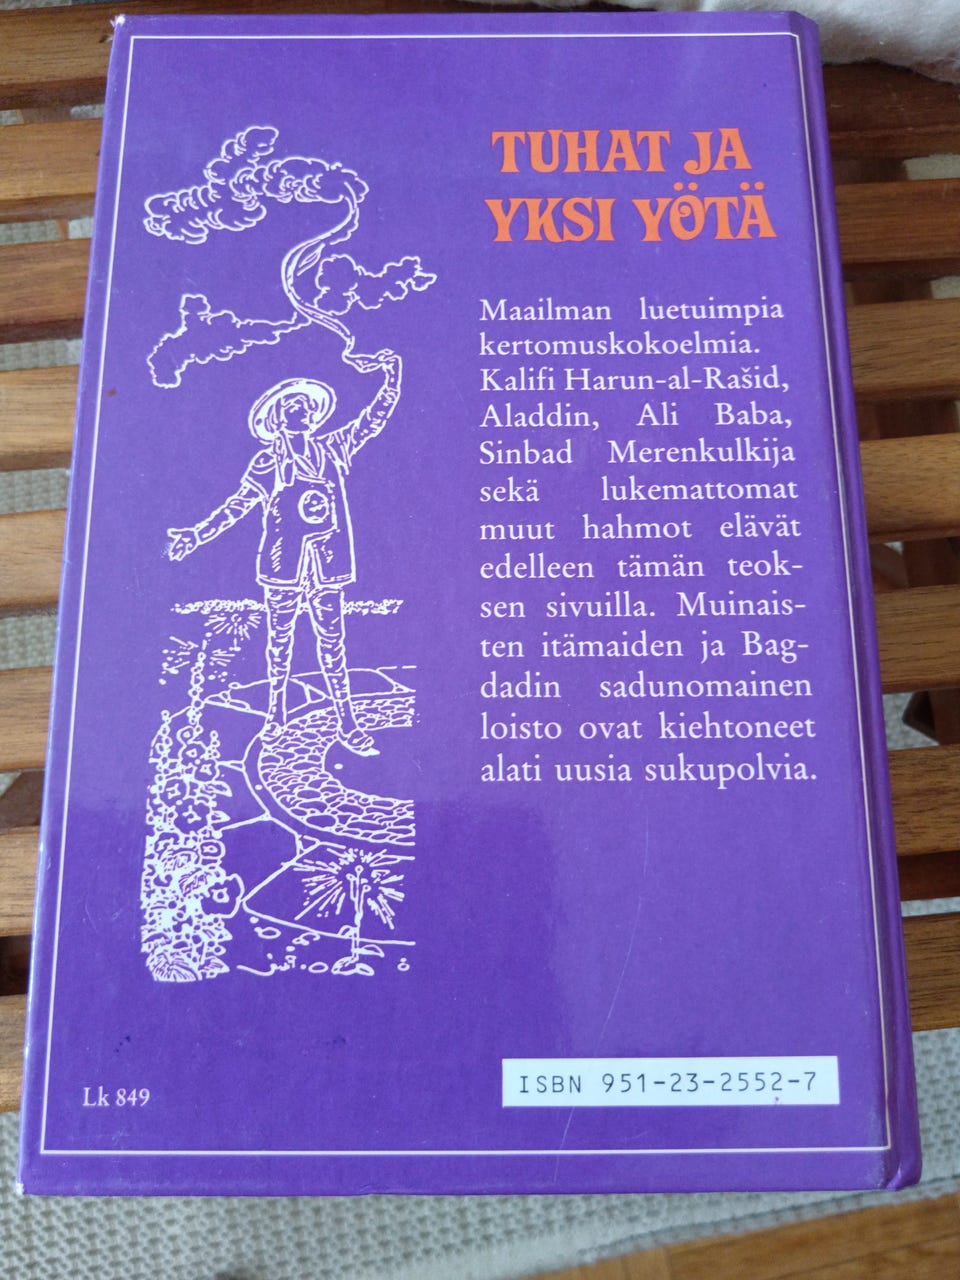 TUHAT JA
YKSI YÖTÄ
Maailman luetuimpia
kertomuskokoelmia.
Kalifi Harun-al-Rašid,
Aladdin, Ali Baba,
Sinbad Merenkulkija
sekä lukemattomat
muut hahmot elävät
edelleen tämän teok-
sen sivuilla. Muinais-
ten itämaiden ja Bag-
dadin sadunomainen
loisto ovat kiehtoneet
alati uusia sukupolvia.
Lk 849
ISBN 951-23-2552-7